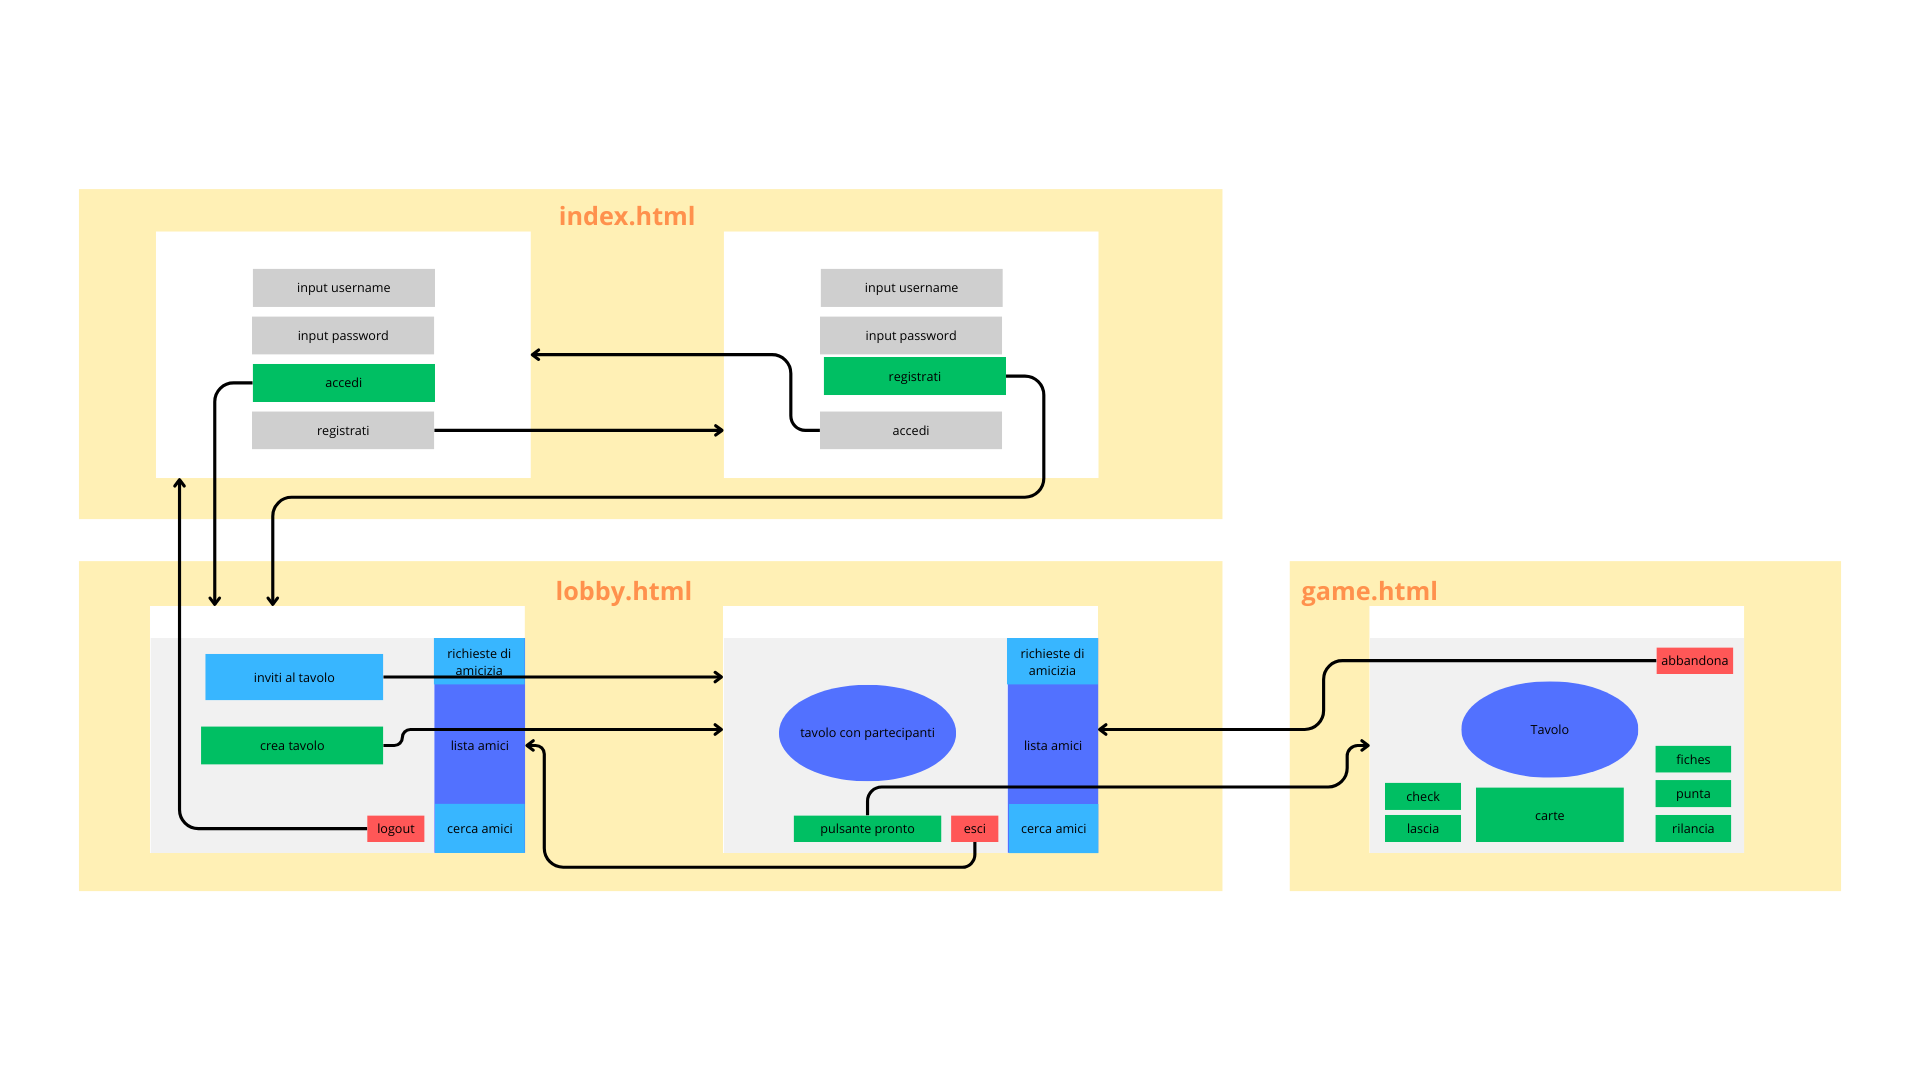 index.html
input username
input password
accedi
registrati
input username
input password
registrati
accedi
lobby.html
inviti al tavolo
crea tavolo
logout
richieste di
amicizia
lista amici
cerca amici
tavolo con partecipanti
pulsante pronto
esci
richieste di
amicizia
lista amici
cerca amici
game.html
abbandona
Tavolo
fiches
punta
rilancia
check
lascia
carte